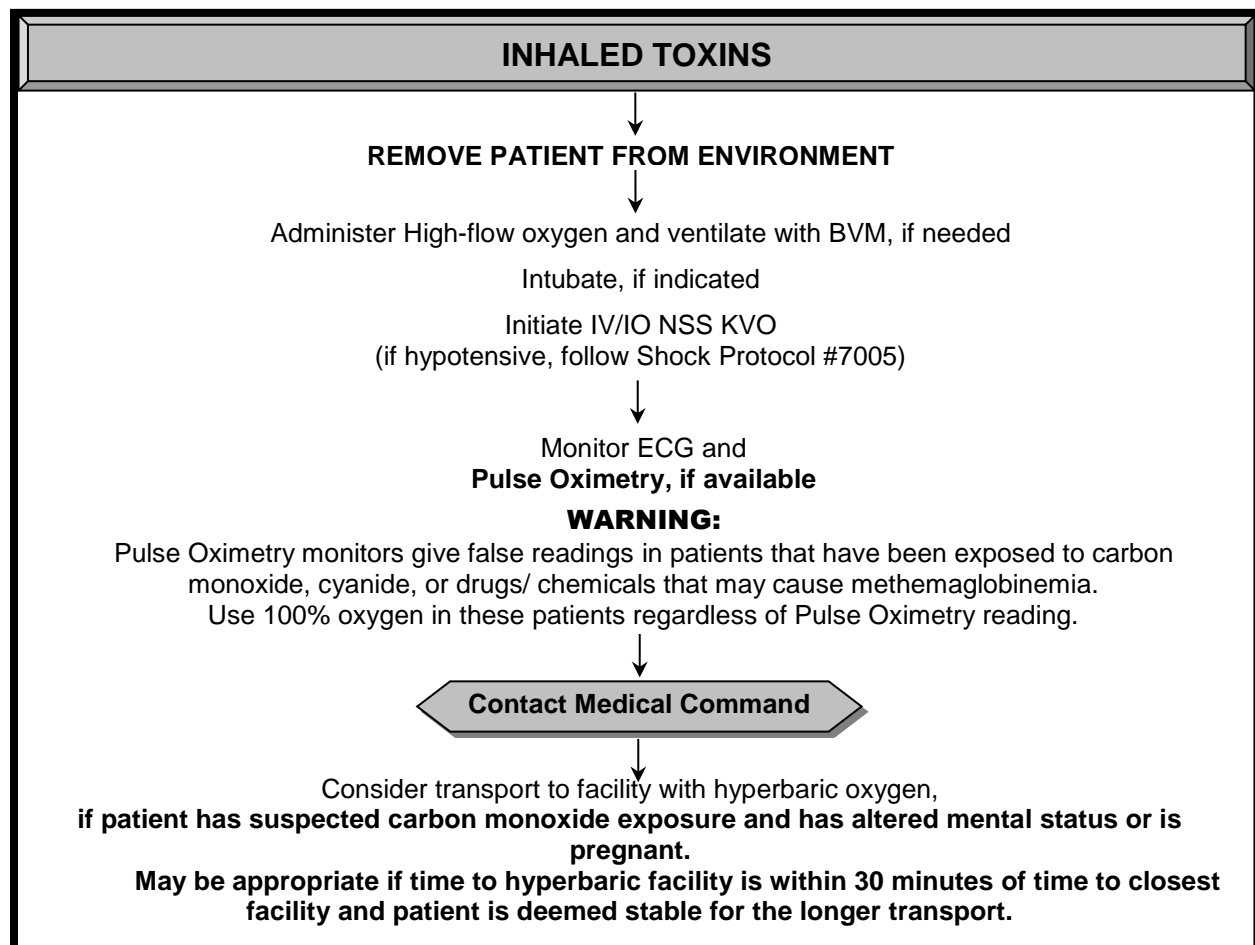 INHALED TOXINS
REMOVE PATIENT FROM ENVIRONMENT
Administer High-flow oxygen and ventilate with BVM, if needed
Intubate, if indicated
Initiate IV/IO NSS KVO
(if hypotensive, follow Shock Protocol #7005)
Monitor ECG and
Pulse Oximetry, if available
WARNING:
Pulse Oximetry monitors give false readings in patients that have been exposed to carbon
monoxide, cyanide, or drugs/ chemicals that may cause methemaglobinemia.
Use 100% oxygen in these patients regardless of Pulse Oximetry reading.
Contact Medical Command
Consider transport to facility with hyperbaric oxygen,
if patient has suspected carbon monoxide exposure and has altered mental status or is
pregnant.
May be appropriate if time to hyperbaric facility is within 30 minutes of time to closest
facility and patient is deemed stable for the longer transport.